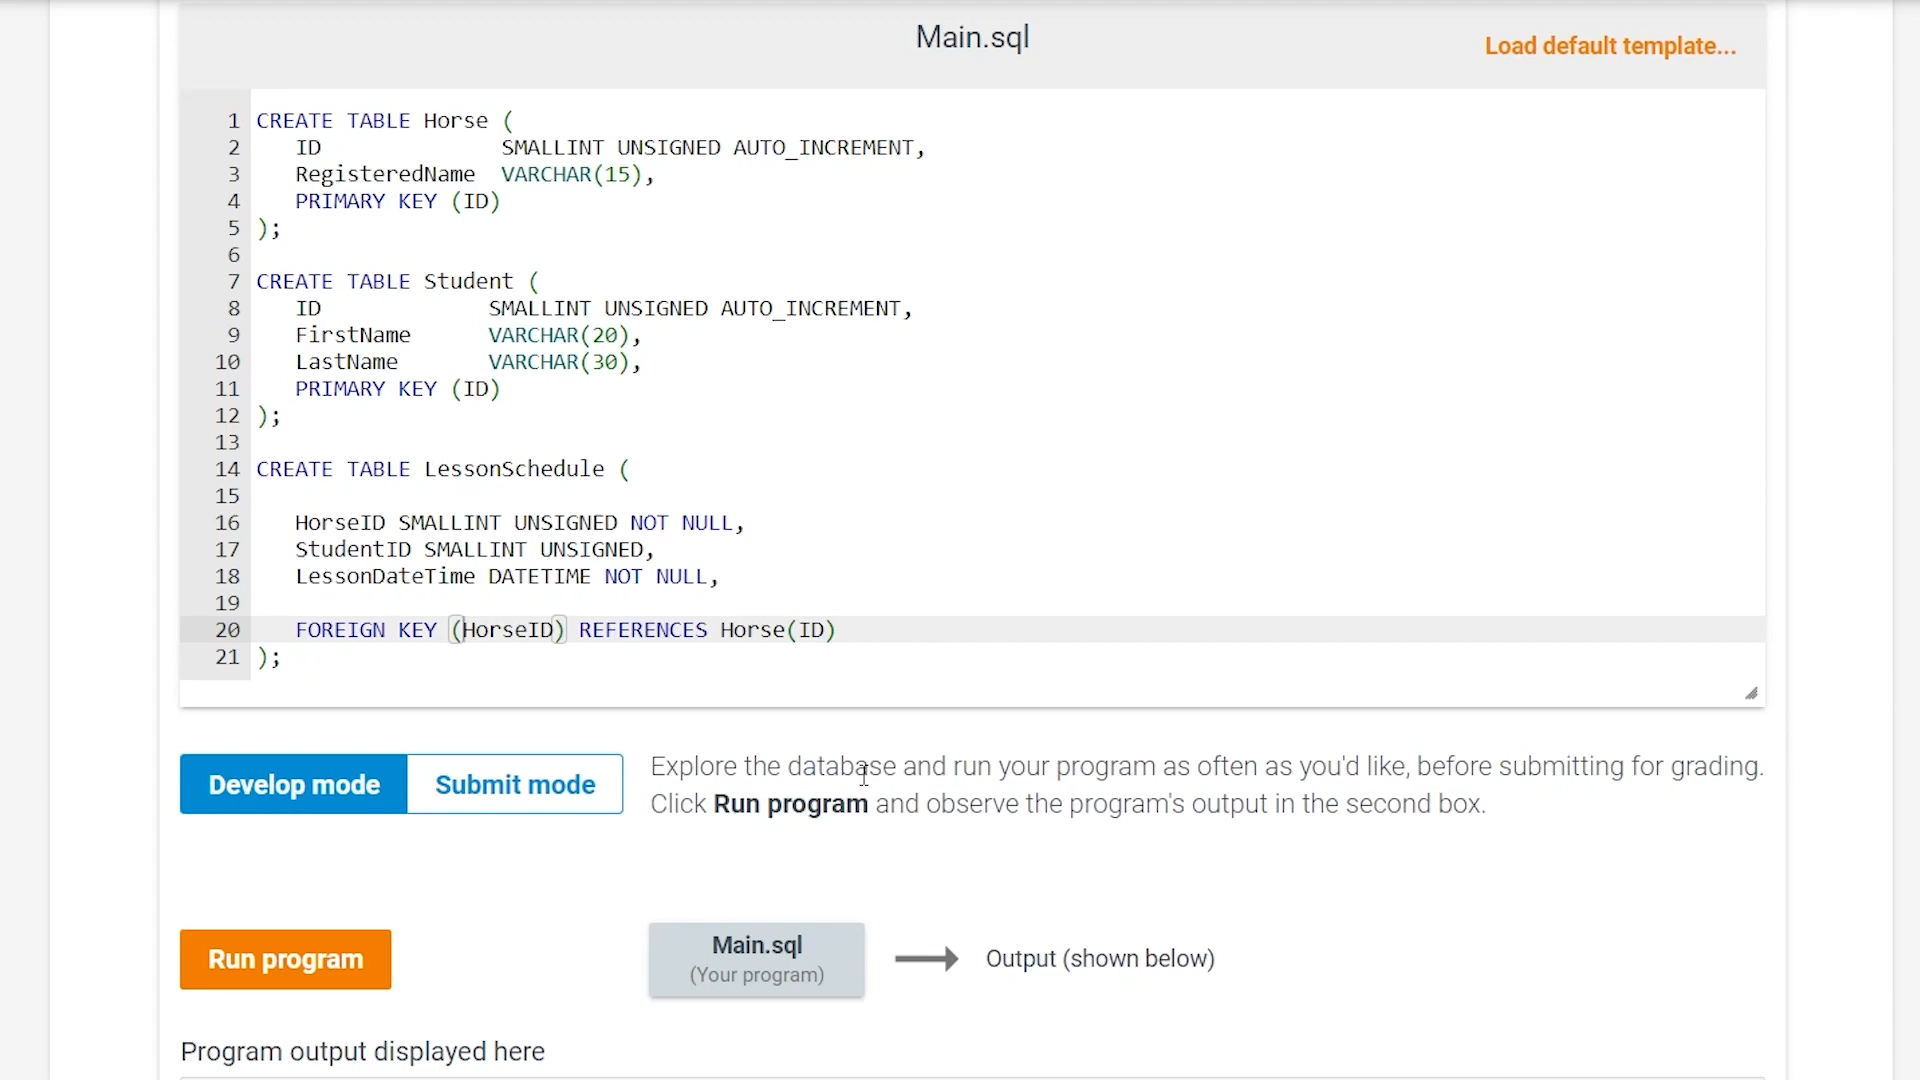 Main.sql
Load default template...
1 CREATE TABLE Horse (
2 ID SMALLINT UNSIGNED AUTO_INCREMENT,
3 RegisteredName VARCHAR(15),
4 PRIMARY KEY (ID)
5 );
6
7 CREATE TABLE Student (
8 ID SMALLINT UNSIGNED AUTO_INCREMENT,
9 FirstName VARCHAR(20),
10 LastName VARCHAR(30),
11 PRIMARY KEY (ID)
12 );
13
14 CREATE TABLE LessonSchedule (
15
16 HorseID SMALLINT UNSIGNED NOT NULL,
17 StudentID SMALLINT UNSIGNED,
18 LessonDateTime DATETIME NOT NULL,
19
20 FOREIGN KEY (HorseID) REFERENCES Horse(ID)
21 );
Develop mode
Submit mode
Explore the database and run your program as often as you'd like, before submitting for grading.
Click Run program and observe the program's output in the second box.
Run program
Main.sql
(Your program)
Output (shown below)
Program output displayed here